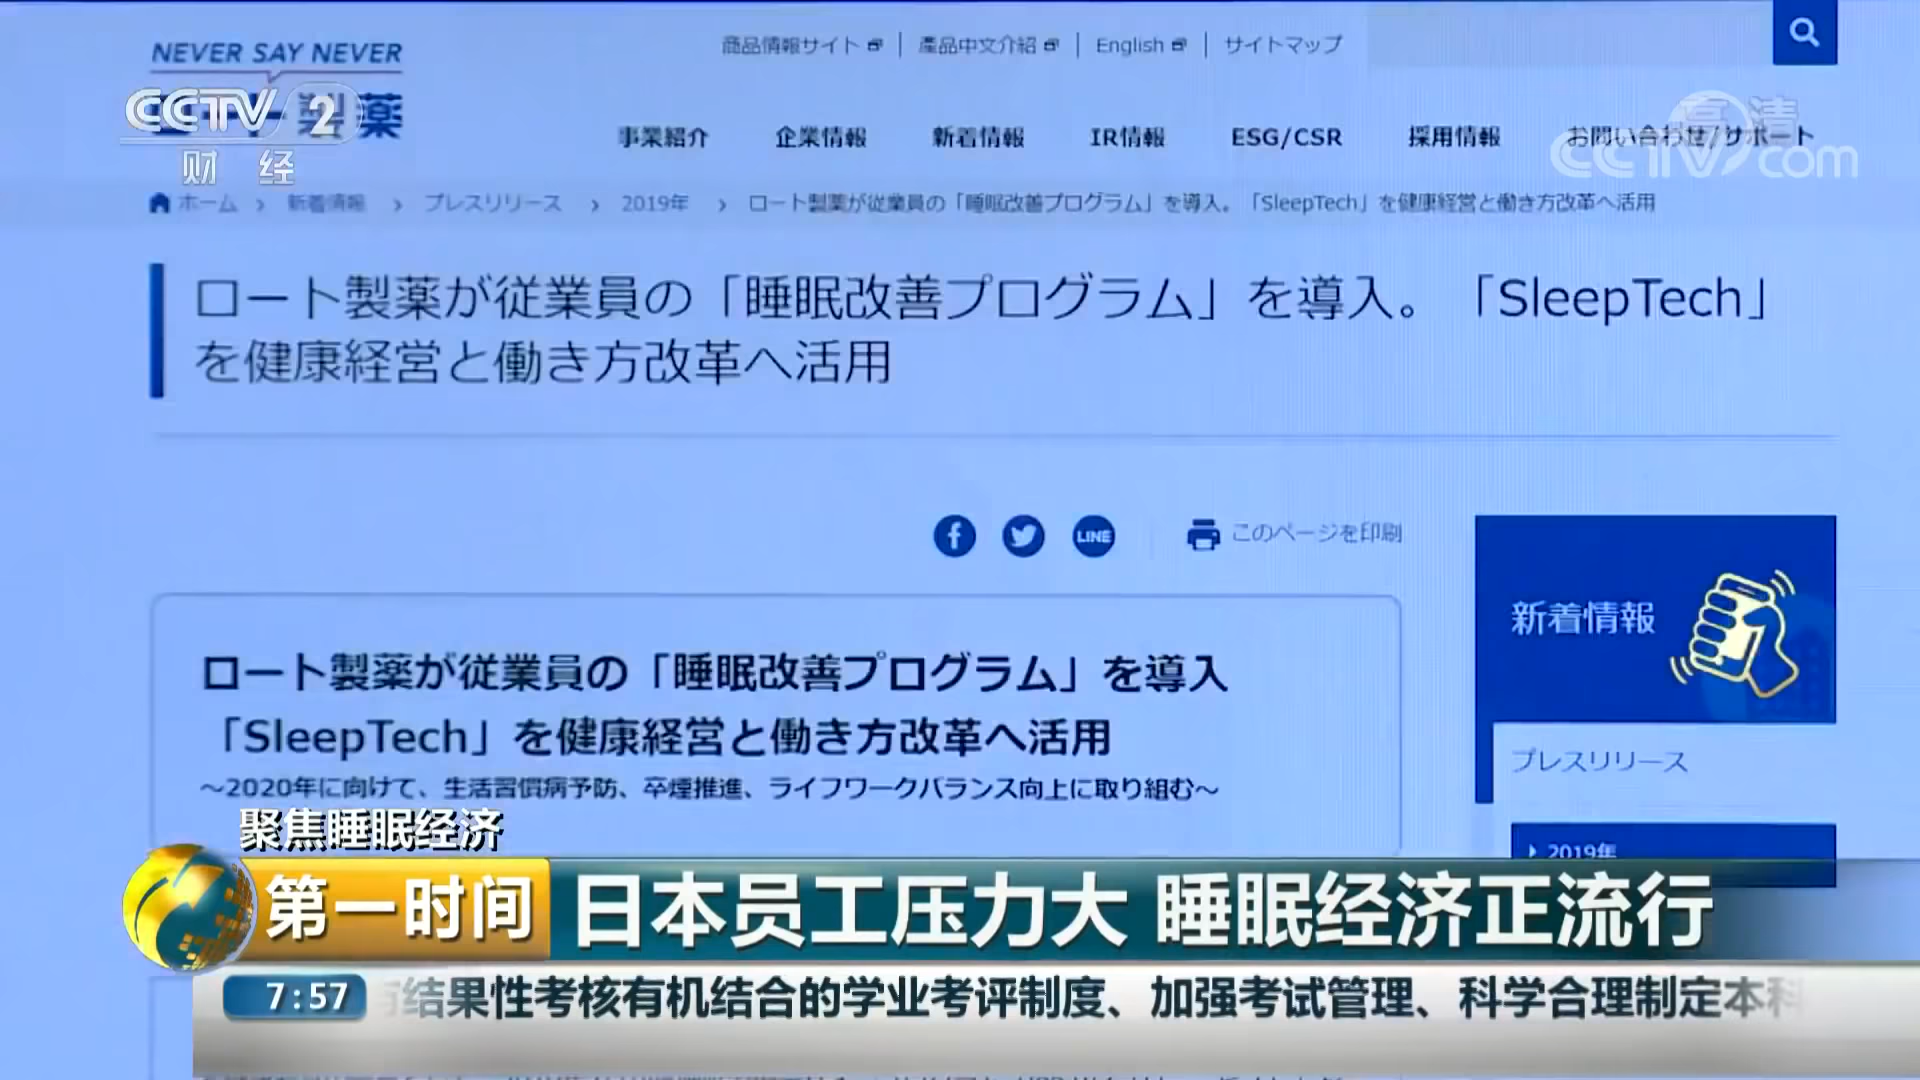 NEVER SAY NEVER
商品情報サイト
產品中文介紹
English
サイトマップ
CCTV 2
製薬
财 经
事業紹介
企業情報
新着情報
IR情報
ESG/CSR
採用情報
お問い合わせ/サポート
高清
CCTV.com
ホーム > 新着情報 > プレスリリース > 2019年 > ロート製薬が従業員の「睡眠改善プログラム」を導入。「SleepTech」を健康経営と働き方改革へ活用
ロート製薬が従業員の「睡眠改善プログラム」を導入。「SleepTech」
を健康経営と働き方改革へ活用
LINE
このページを印刷
新着情報
ロート製薬が従業員の「睡眠改善プログラム」を導入
「SleepTech」を健康経営と働き方改革へ活用
～2020年に向けて、生活習慣病予防、卒煙推進、ライフワークバランス向上に取り組む～
プレスリリース
2019年
聚焦睡眠经济
第一时间
日本员工压力大 睡眠经济正流行
7:57
结果性考核有机结合的学业考评制度、加强考试管理、科学合理制定本科